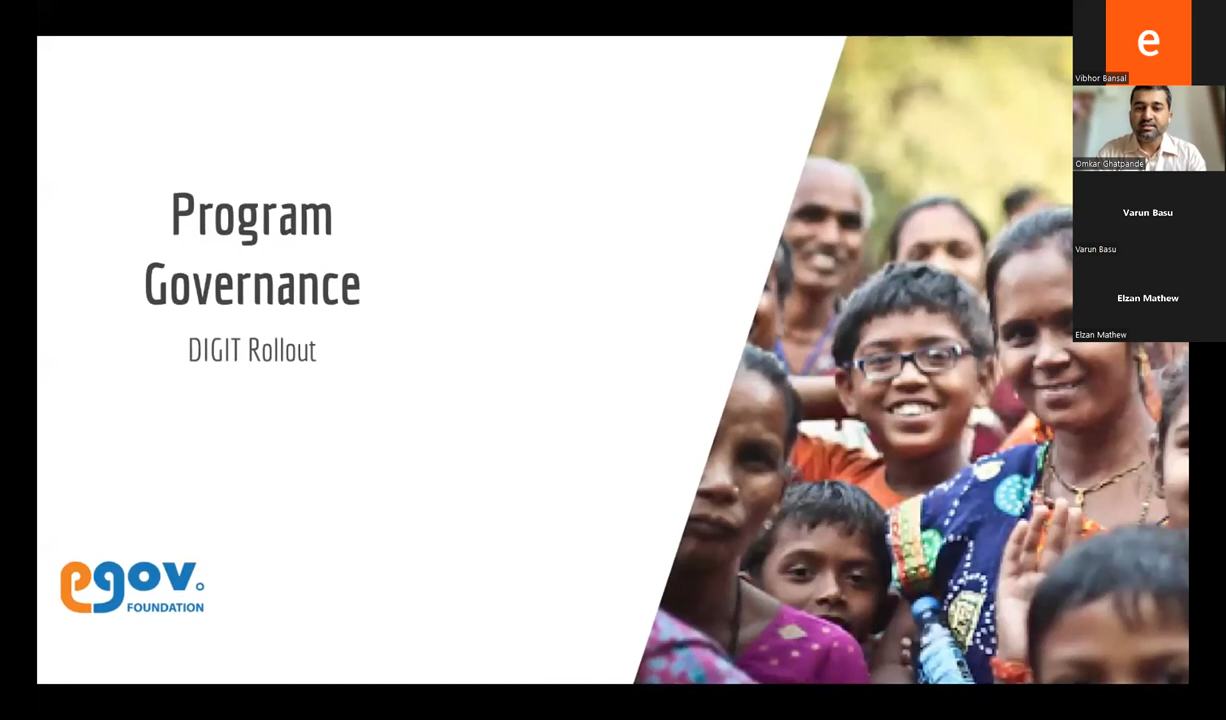 Program
Governance
DIGIT Rollout
egov.
FOUNDATION
e
Vibhor Bansal
Omkar Ghatpande
Varun Basu
Varun Basu
Elzan Mathew
Elzan Mathew